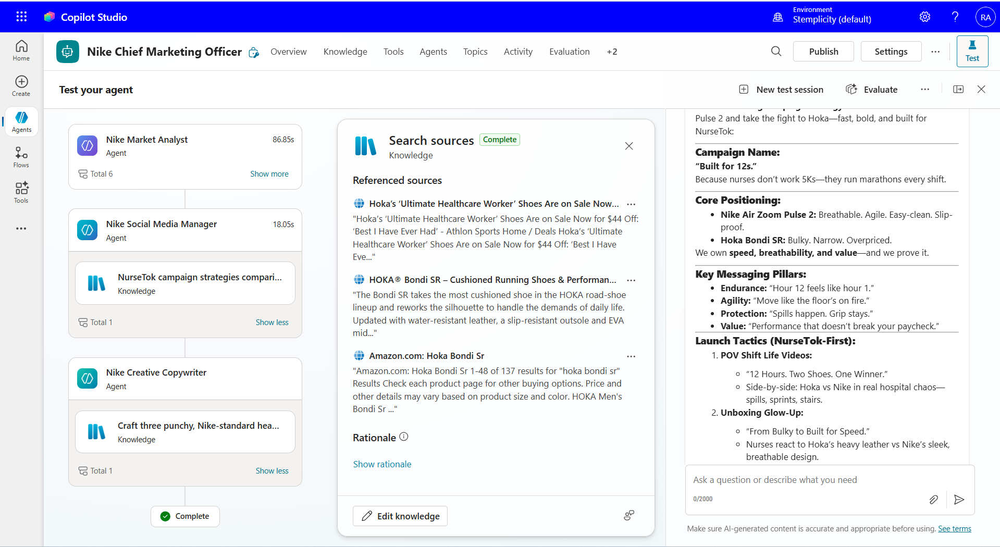 Copilot Studio
Environment
Stemplicity (default)
RA
Home
Create
Agents
Flows
Tools
Nike Chief Marketing Officer
Overview
Knowledge
Tools
Agents
Topics
Activity
Evaluation
+2
Publish
Settings
Test
Test your agent
New test session
Evaluate
Nike Market Analyst
86.85s
Agent
Total 6
Show more
Nike Social Media Manager
18.05s
Agent
NurseTok campaign strategies compari...
Knowledge
Total 1
Show less
Nike Creative Copywriter
Agent
Craft three punchy, Nike-standard hea...
Knowledge
Total 1
Show less
Complete
Search sources
Complete
Knowledge
Referenced sources
Hoka’s ‘Ultimate Healthcare Worker’ Shoes Are on Sale Now...
"Hoka’s ‘Ultimate Healthcare Worker’ Shoes Are on Sale Now for $44 Off:
‘Best I Have Ever Had’ - Athlon Sports Home / Deals Hoka’s ‘Ultimate
Healthcare Worker’ Shoes Are on Sale Now for $44 Off: ‘Best I Have
Eve..."
HOKA® Bondi SR – Cushioned Running Shoes & Performan...
"The Bondi SR takes the most cushioned shoe in the HOKA road-shoe
lineup and reworks the silhouette to handle the demands of daily life.
Updated with water-resistant leather, a slip-resistant outsole and EVA
mid..."
Amazon.com: Hoka Bondi Sr
"Amazon.com: Hoka Bondi Sr 1-48 of 137 results for "hoka bondi sr"
Results Check each product page for other buying options. Price and
other details may vary based on product size and color. HOKA Men's
Bondi Sr ..."
Rationale
Show rationale
Edit knowledge
Pulse 2 and take the fight to Hoka—fast, bold, and built for
NurseTok:
Campaign Name:
“Built for 12s.”
Because nurses don’t work 5Ks—they run marathons every shift.
Core Positioning:
• Nike Air Zoom Pulse 2: Breathable. Agile. Easy-clean. Slip-
proof.
• Hoka Bondi SR: Bulky. Narrow. Overpriced.
We own speed, breathability, and value—and we prove it.
Key Messaging Pillars:
• Endurance: “Hour 12 feels like hour 1.”
• Agility: “Move like the floor’s on fire.”
• Protection: “Spills happen. Grip stays.”
• Value: “Performance that doesn’t break your paycheck.”
Launch Tactics (NurseTok-First):
1. POV Shift Life Videos:
“12 Hours. Two Shoes. One Winner.”
Side-by-side: Hoka vs Nike in real hospital chaos—
spills, sprints, stairs.
2. Unboxing Glow-Up:
“From Bulky to Built for Speed.”
Nurses react to Hoka’s heavy leather vs Nike’s sleek,
breathable design.
Ask a question or describe what you need
0/2000
Make sure AI-generated content is accurate and appropriate before using. See terms